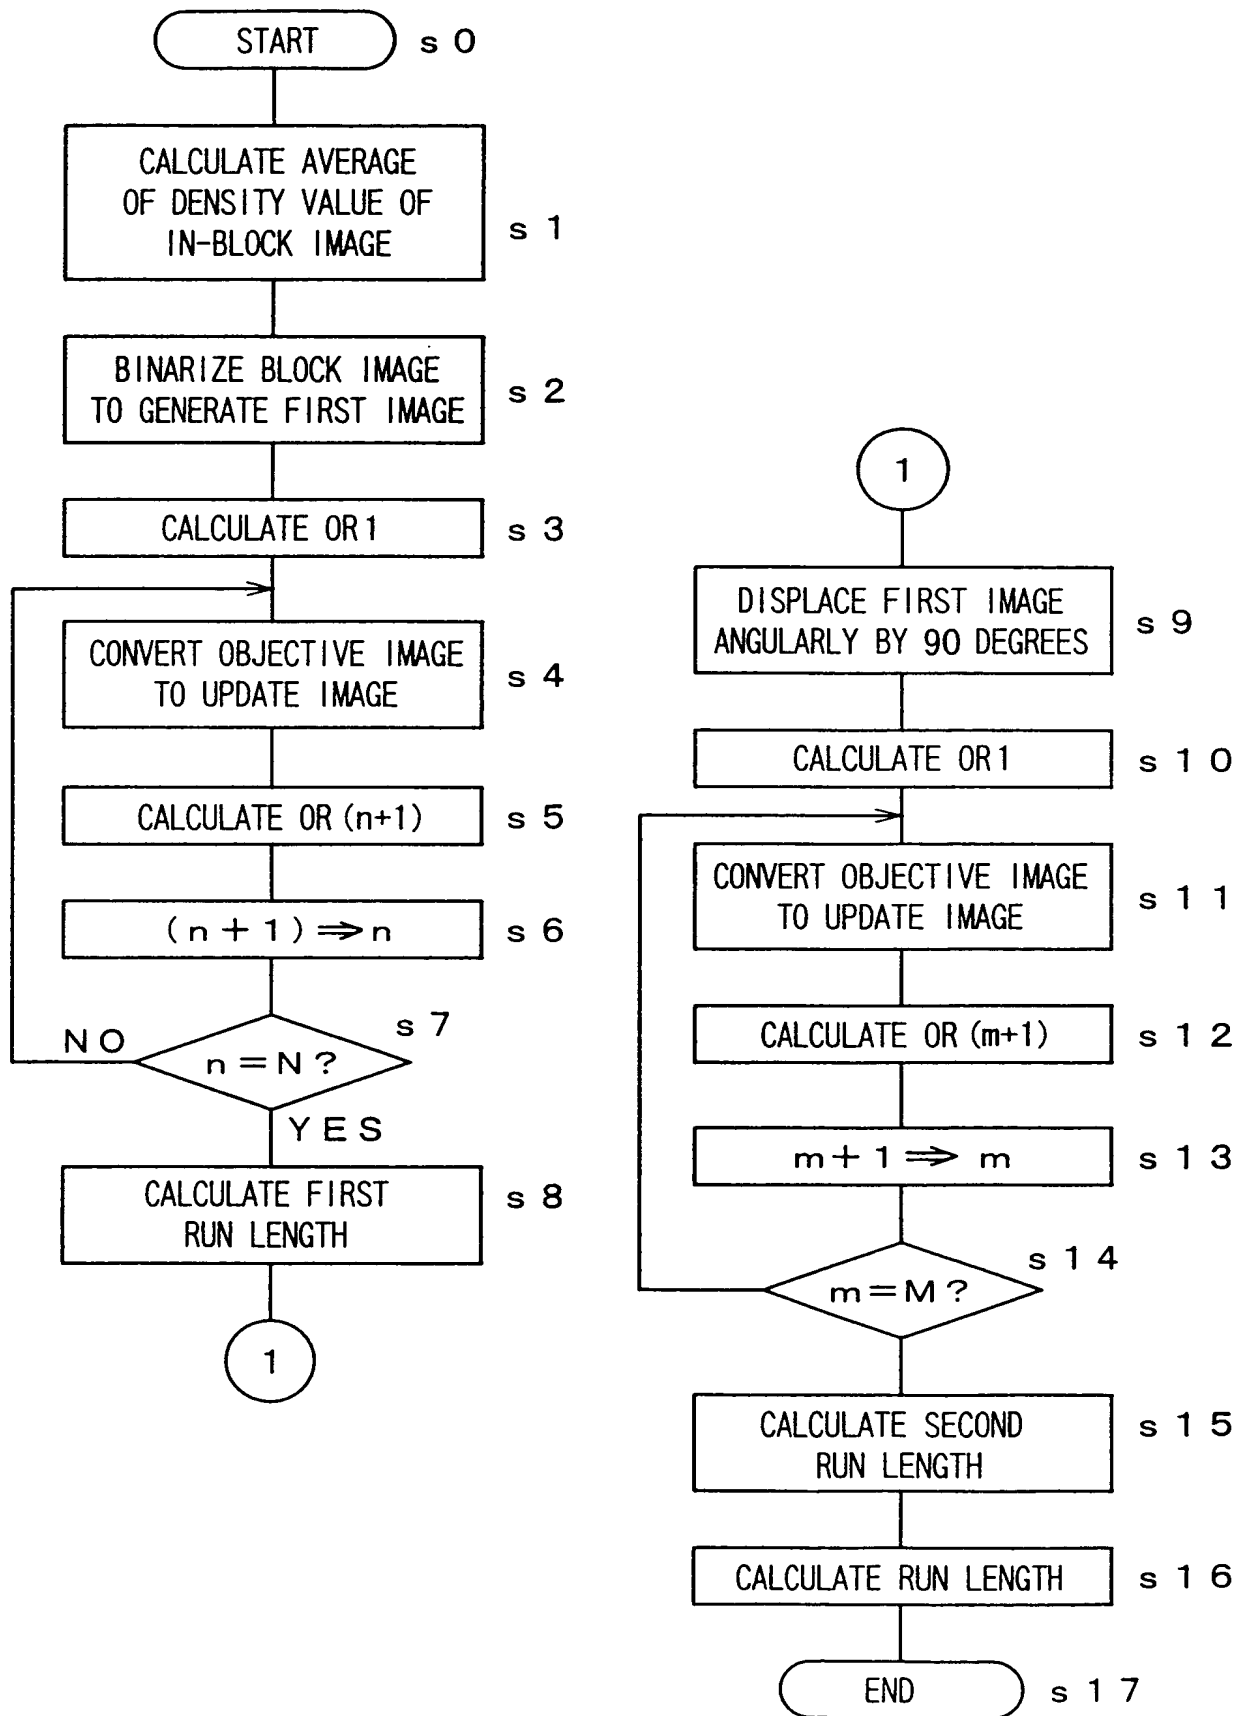 START s 0
CALCULATE AVERAGE
OF DENSITY VALUE OF
IN-BLOCK IMAGE
s 1
BINARIZE BLOCK IMAGE
TO GENERATE FIRST IMAGE
s 2
CALCULATE OR1 s 3
CONVERT OBJECTIVE IMAGE
TO UPDATE IMAGE
s 4
CALCULATE OR (n+1) s 5
(n + 1) ⇒ n s 6
s 7
NO
n = N ?
YES
CALCULATE FIRST
RUN LENGTH
s 8
1
1
DISPLACE FIRST IMAGE
ANGULARLY BY 90 DEGREES
s 9
CALCULATE OR1 s 10
CONVERT OBJECTIVE IMAGE
TO UPDATE IMAGE
s 11
CALCULATE OR (m+1) s 12
m + 1 ⇒ m s 13
s 14
m = M ?
CALCULATE SECOND
RUN LENGTH
s 15
CALCULATE RUN LENGTH s 16
END s 17